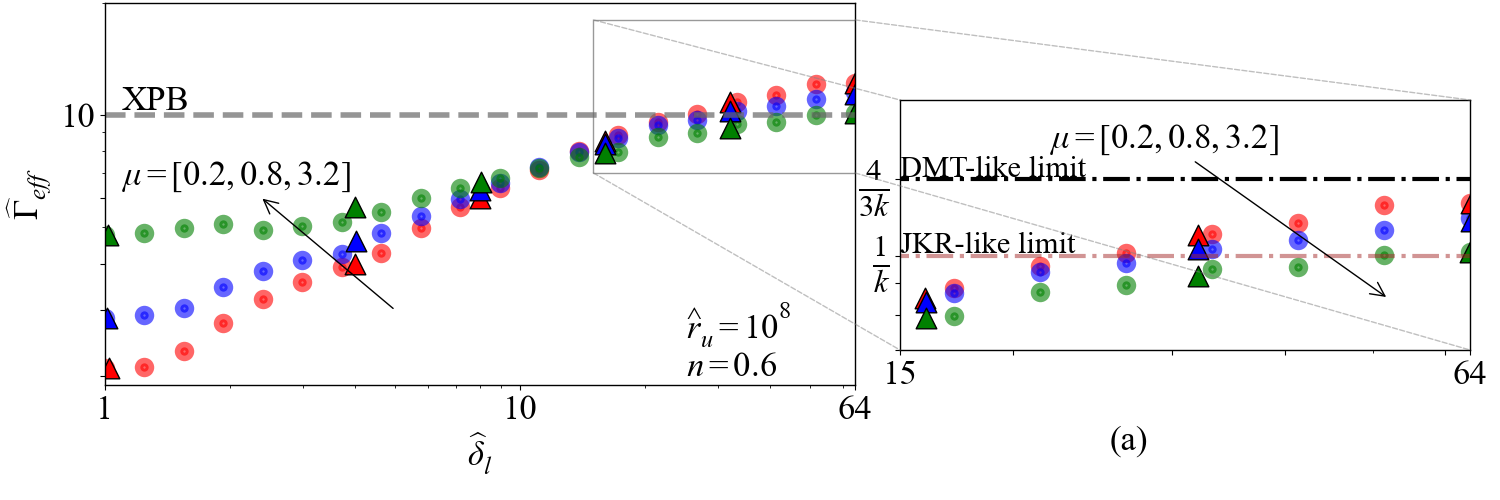 XPB
10
μ = [0.2, 0.8, 3.2]
Γ̂eff
r̂u = 10^8
n = 0.6
1
10
64
δ̂l
μ = [0.2, 0.8, 3.2]
4/3k
DMT-like limit
1/k
JKR-like limit
15
64
(a)